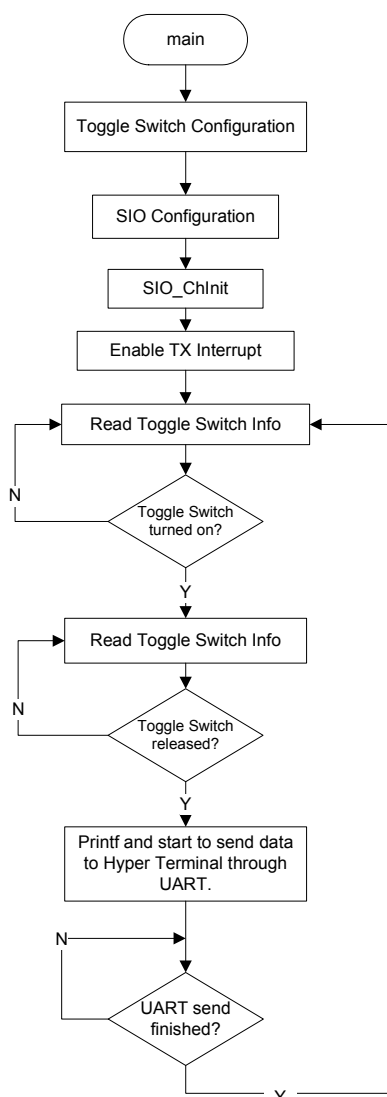 main
Toggle Switch Configuration
SIO Configuration
SIO_ChInit
Enable TX Interrupt
Read Toggle Switch Info
N
Toggle Switch
turned on?
Y
Read Toggle Switch Info
N
Toggle Switch
released?
Y
Printf and start to send data
to Hyper Terminal through
UART.
N
UART send
finished?
Y